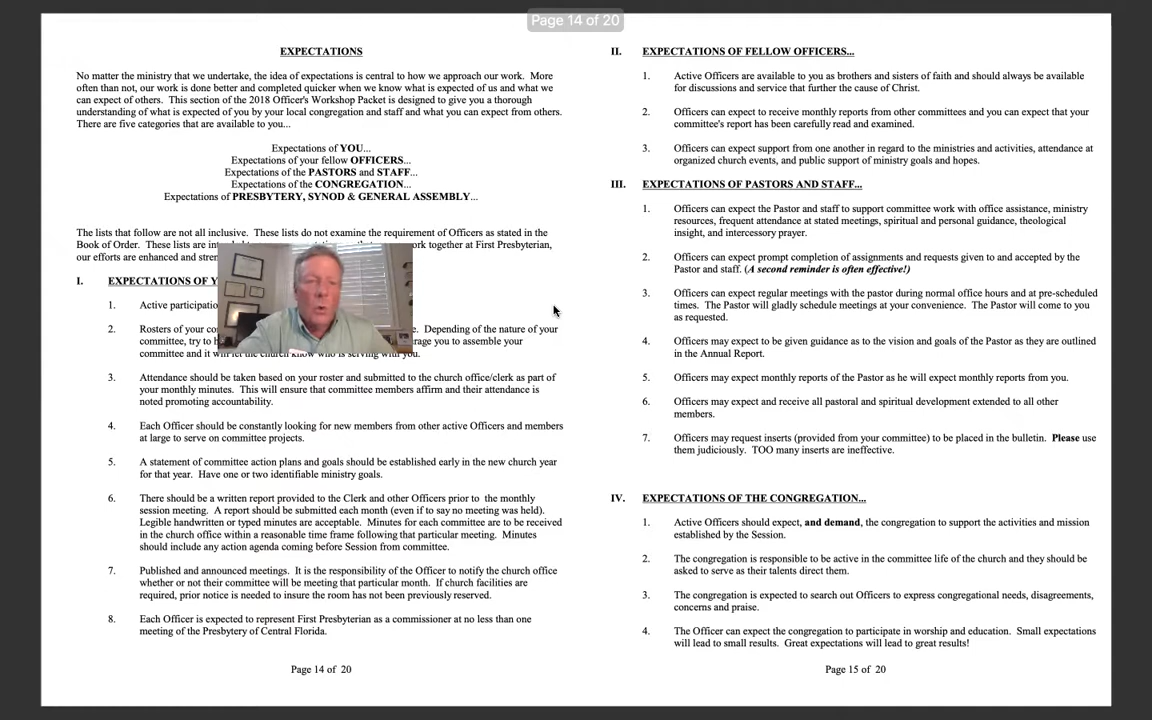 Page 14 of 20
EXPECTATIONS
No matter the ministry that we undertake, the idea of expectations is central to how we approach our work. More
often than not, our work is done better and completed quicker when we know what is expected of us and what we
can expect of others. This section of the 2018 Officer's Workshop Packet is designed to give you a thorough
understanding of what is expected of you by your local congregation and staff and what you can expect from others.
There are five categories that are available to you...
Expectations of YOU...
Expectations of your fellow OFFICERS...
Expectations of the PASTORS and STAFF...
Expectations of the CONGREGATION...
Expectations of PRESBYTERY, SYNOD & GENERAL ASSEMBLY...
The lists that follow are not all inclusive. These lists do not examine the requirement of Officers as stated in the
Book of Order. These lists are work together at First Presbyterian,
our efforts are enhanced and
I. EXPECTATIONS OF
1. Active
2. Rosters of your Depending of the nature of your
committee, try to you to assemble your
committee and it will let the church know who is serving with you.
3. Attendance should be taken based on your roster and submitted to the church office/clerk as part of
your monthly minutes. This will ensure that committee members affirm and their attendance is
noted promoting accountability.
4. Each Officer should be constantly looking for new members from other active Officers and members
at large to serve on committee projects.
5. A statement of committee action plans and goals should be established early in the new church year
for that year. Have one or two identifiable ministry goals.
6. There should be a written report provided to the Clerk and other Officers prior to the monthly
session meeting. A report should be submitted each month (even if to say no meeting was held).
Legible handwritten or typed minutes are acceptable. Minutes for each committee are to be received
in the church office within a reasonable time frame following that particular meeting. Minutes
should include any action agenda coming before Session from committee.
7. Published and announced meetings. It is the responsibility of the Officer to notify the church office
whether or not their committee will be meeting that particular month. If church facilities are
required, prior notice is needed to insure the room has not been previously reserved.
8. Each Officer is expected to represent First Presbyterian as a commissioner at no less than one
meeting of the Presbytery of Central Florida.
Page 14 of 20
II. EXPECTATIONS OF FELLOW OFFICERS...
1. Active Officers are available to you as brothers and sisters of faith and should always be available
for discussions and service that further the cause of Christ.
2. Officers can expect to receive monthly reports from other committees and you can expect that your
committee's report has been carefully read and examined.
3. Officers can expect support from one another in regard to the ministries and activities, attendance at
organized church events, and public support of ministry goals and hopes.
III. EXPECTATIONS OF PASTORS AND STAFF...
1. Officers can expect the Pastor and staff to support committee work with office assistance, ministry
resources, frequent attendance at stated meetings, spiritual and personal guidance, theological
insight, and intercessory prayer.
2. Officers can expect prompt completion of assignments and requests given to and accepted by the
Pastor and staff. (A second reminder is often effective!)
3. Officers can expect regular meetings with the pastor during normal office hours and at pre-scheduled
times. The Pastor will gladly schedule meetings at your convenience. The Pastor will come to you
as requested.
4. Officers may expect to be given guidance as to the vision and goals of the Pastor as they are outlined
in the Annual Report.
5. Officers may expect monthly reports of the Pastor as he will expect monthly reports from you.
6. Officers may expect and receive all pastoral and spiritual development extended to all other
members.
7. Officers may request inserts (provided from your committee) to be placed in the bulletin. Please use
them judiciously. TOO many inserts are ineffective.
IV. EXPECTATIONS OF THE CONGREGATION...
1. Active Officers should expect, and demand, the congregation to support the activities and mission
established by the Session.
2. The congregation is responsible to be active in the committee life of the church and they should be
asked to serve as their talents direct them.
3. The congregation is expected to search out Officers to express congregational needs, disagreements,
concerns and praise.
4. The Officer can expect the congregation to participate in worship and education. Small expectations
will lead to small results. Great expectations will lead to great results!
Page 15 of 20